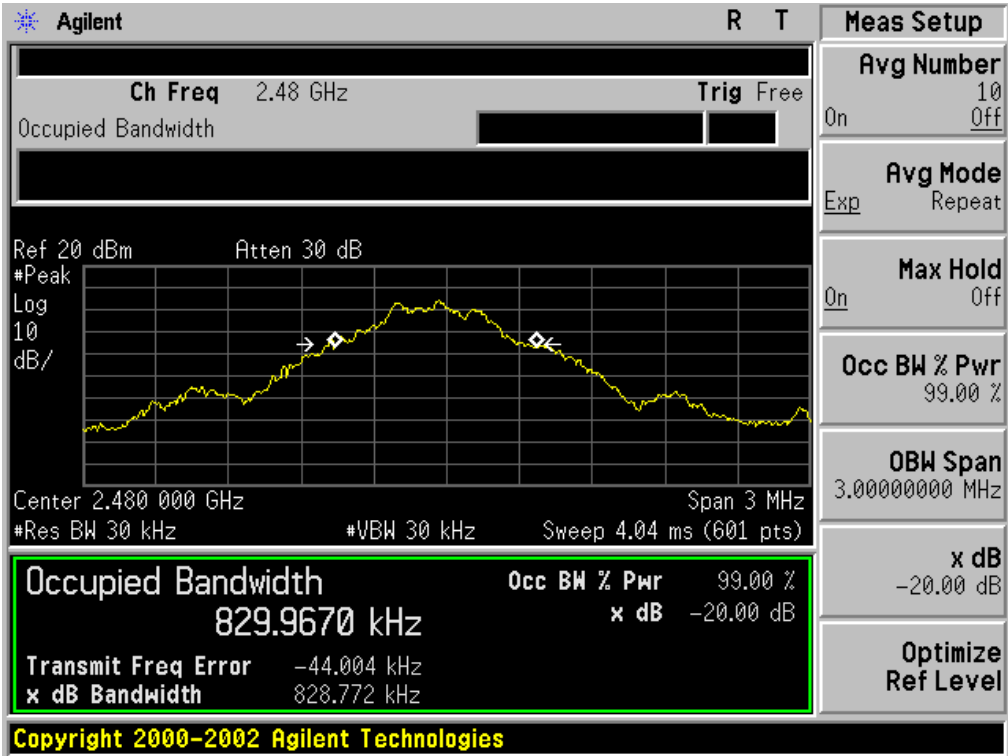 Agilent R T
Ch Freq 2.48 GHz Trig Free
Occupied Bandwidth
Ref 20 dBm Atten 30 dB
#Peak
Log
10
dB/
Center 2.480 000 GHz Span 3 MHz
#Res BW 30 kHz #VBW 30 kHz Sweep 4.04 ms (601 pts)
Occupied Bandwidth
829.9670 kHz
Occ BW % Pwr 99.00 %
x dB -20.00 dB
Transmit Freq Error -44.004 kHz
x dB Bandwidth 828.772 kHz
Copyright 2000-2002 Agilent Technologies
Meas Setup
Avg Number
10
On Off
Avg Mode
Exp Repeat
Max Hold
On Off
Occ BW % Pwr
99.00 %
OBW Span
3.00000000 MHz
x dB
-20.00 dB
Optimize
Ref Level